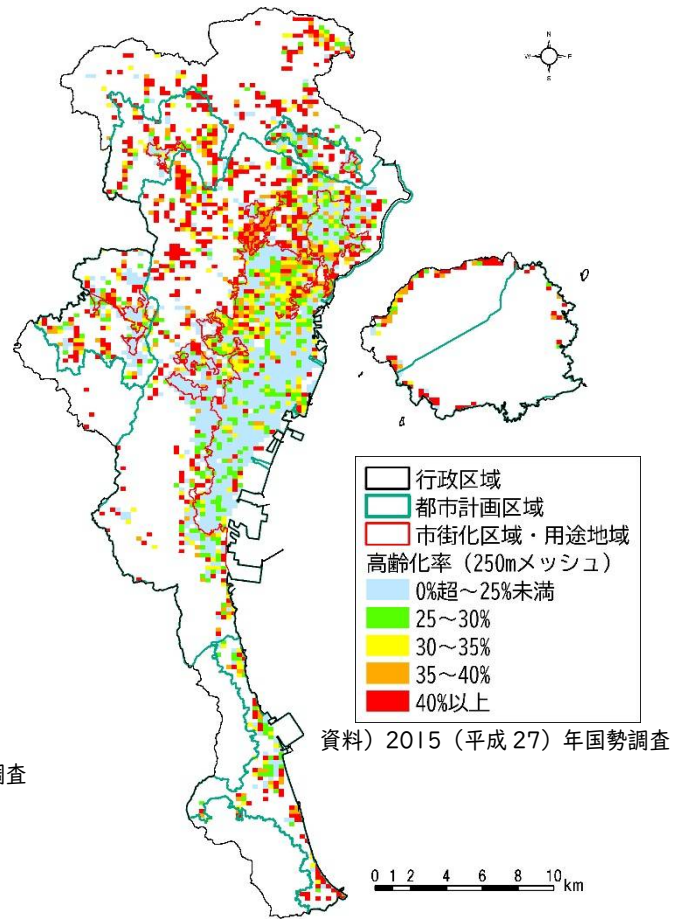 N
W E
S
行政区域
都市計画区域
市街化区域・用途地域
高齢化率（250mメッシュ）
0%超～25%未満
25～30%
30～35%
35～40%
40%以上
資料）2015（平成27）年国勢調査
調査
0 1 2 4 6 8 10
km